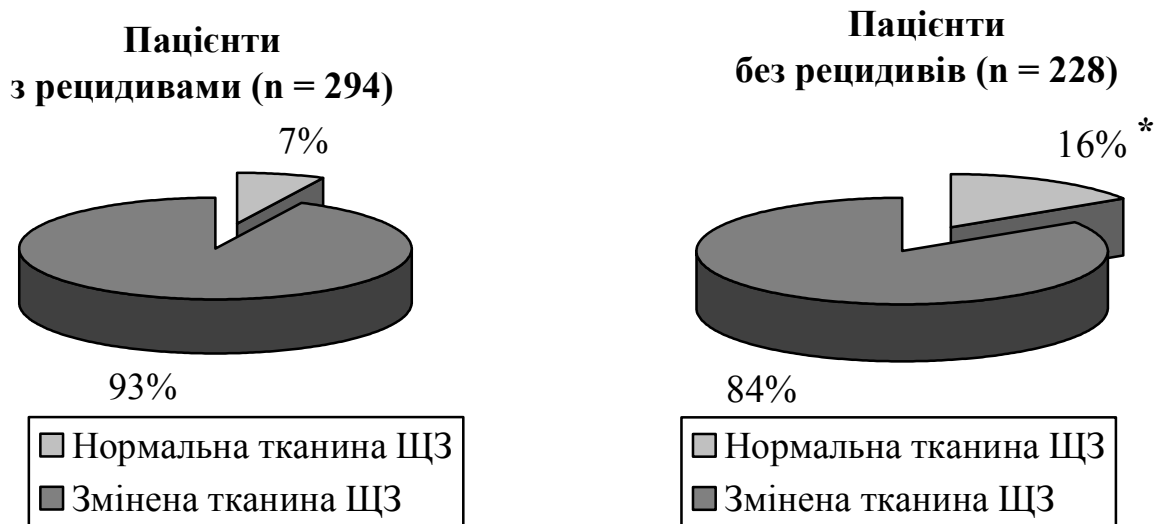 Пацієнти
з рецидивами (n = 294)
7%
93%
Нормальна тканина ЩЗ
Змінена тканина ЩЗ
Пацієнти
без рецидивів (n = 228)
16% *
84%
Нормальна тканина ЩЗ
Змінена тканина ЩЗ